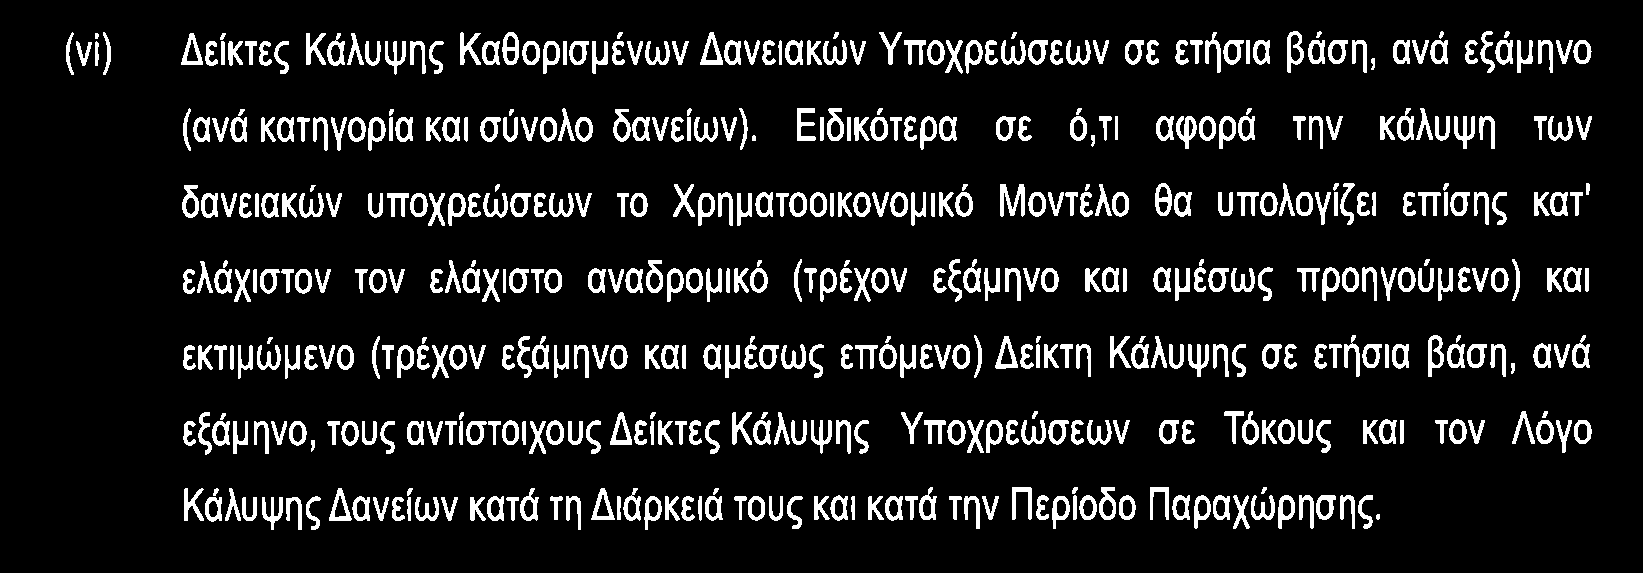 (vi) Δείκτες Κάλυψης Καθορισμένων Δανειακών Υποχρεώσεων σε ετήσια βάση, ανά εξάμηνο
(ανά κατηγορία και σύνολο δανείων). Ειδικότερα σε ό,τι αφορά την κάλυψη των
δανειακών υποχρεώσεων το Χρηματοοικονομικό Μοντέλο θα υπολογίζει επίσης κατ'
ελάχιστον τον ελάχιστο αναδρομικό (τρέχον εξάμηνο και αμέσως προηγούμενο) και
εκτιμώμενο (τρέχον εξάμηνο και αμέσως επόμενο) Δείκτη Κάλυψης σε ετήσια βάση, ανά
εξάμηνο, τους αντίστοιχους Δείκτες Κάλυψης Υποχρεώσεων σε Τόκους και τον Λόγο
Κάλυψης Δανείων κατά τη Διάρκειά τους και κατά την Περίοδο Παραχώρησης.